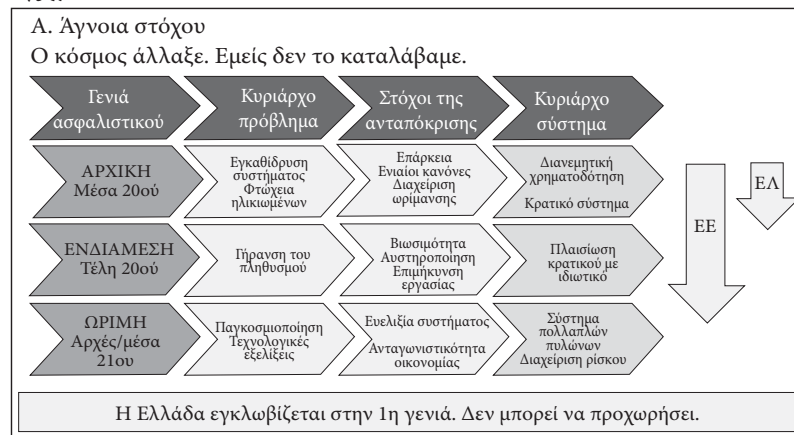 Α. Άγνοια στόχου
Ο κόσμος άλλαξε. Εμείς δεν το καταλάβαμε.
Γενιά
ασφαλιστικού
Κυρίαρχο
πρόβλημα
Στόχοι της
ανταπόκρισης
Κυρίαρχο
σύστημα
ΑΡΧΙΚΗ
Μέσα 20ού
Εγκαθίδρυση
συστήματος
Φτώχεια
ηλικιωμένων
Επάρκεια
Ενιαίοι κανόνες
Διαχείριση
ωρίμανσης
Διανεμητική
χρηματοδότηση
Κρατικό σύστημα
ΕΕ
ΕΛ
ΕΝΔΙΑΜΕΣΗ
Τέλη 20ού
Γήρανση του
πληθυσμού
Βιωσιμότητα
Αυστηροποίηση
Επιμήκυνση
εργασίας
Πλαισίωση
κρατικού με
ιδιωτικό
ΩΡΙΜΗ
Αρχές/μέσα
21ου
Παγκοσμιοποίηση
Τεχνολογικές
εξελίξεις
Ευελιξία συστήματος
Ανταγωνιστικότητα
οικονομίας
Σύστημα
πολλαπλών
πυλώνων
Διαχείριση ρίσκου
Η Ελλάδα εγκλωβίζεται στην 1η γενιά. Δεν μπορεί να προχωρήσει.